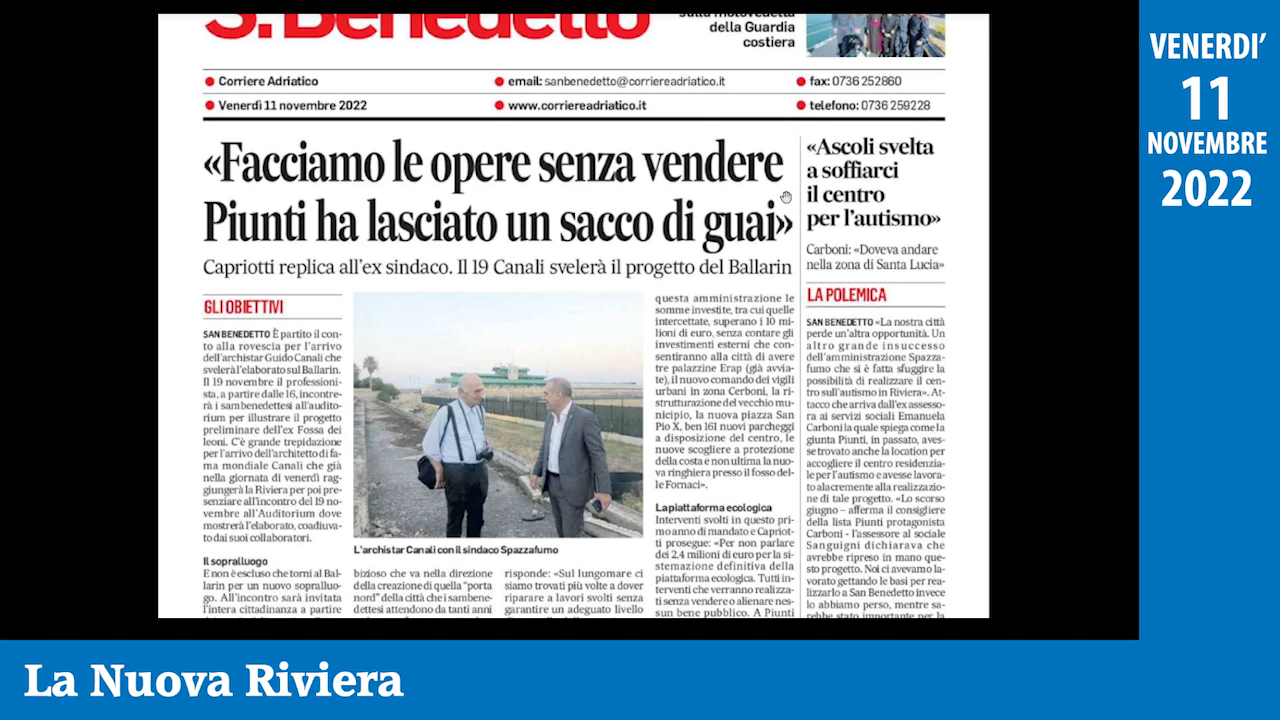 S. Benedetto
sulla motovedetta
della Guardia
costiera
Corriere Adriatico
email: sanbenedetto@corriereadriatico.it
fax: 0736 252860
Venerdì 11 novembre 2022
www.corriereadriatico.it
telefono: 0736 259228
«Facciamo le opere senza vendere
Piunti ha lasciato un sacco di guai»
Capriotti replica all'ex sindaco. Il 19 Canali svelerà il progetto del Ballarin
GLI OBIETTIVI
SAN BENEDETTO È partito il con-
to alla rovescia per l'arrivo
dell'archistar Guido Canali che
svelerà l'elaborato sul Ballarin.
Il 19 novembre il professioni-
sta, a partire dalle 16, incontre-
rà i sambenedettesi all'audito-
rium per illustrare il progetto
preliminare dell'ex Fossa dei
leoni. C'è grande trepidazione
per l'arrivo dell'architetto di fa-
ma mondiale Canali che già
nella giornata di venerdì rag-
giungerà la Riviera per poi pre-
senziare all'incontro del 19 no-
vembre all'Auditorium dove
mostrerà l'elaborato, coadiuva-
to dai suoi collaboratori.
Il sopralluogo
E non è escluso che torni al Bal-
larin per un nuovo sopralluo-
go. All'incontro sarà invitata
l'intera cittadinanza a partire
L'archistar Canali con il sindaco Spazzafumo
bizioso che va nella direzione
della creazione di quella "porta
nord" della città che i sambene-
dettesi attendono da tanti anni
risponde: «Sul lungomare ci
siamo trovati più volte a dover
riparare a lavori svolti senza
garantire un adeguato livello
questa amministrazione le
somme investite, tra cui quelle
intercettate, superano i 10 mi-
lioni di euro, senza contare gli
investimenti esterni che con-
sentiranno alla città di avere
tre palazzine Erap (già avvia-
te), il nuovo comando dei vigili
urbani in zona Cerboni, la ri-
strutturazione del vecchio mu-
nicipio, la nuova piazza San
Pio X, ben 161 nuovi parcheggi
a disposizione del centro, le
nuove scogliere a protezione
della costa e non ultima la nuo-
va ringhiera presso il fosso del-
le Fornaci».
La piattaforma ecologica
Interventi svolti in questo pri-
mo anno di mandato e Capriot-
ti prosegue: «Per non parlare
dei 2,4 milioni di euro per la si-
stemazione definitiva della
piattaforma ecologica. Tutti in-
terventi che verranno realizza-
ti senza vendere o alienare nes-
sun bene pubblico. A Piunti
«Ascoli svelta
a soffiarci
il centro
per l'autismo»
Carboni: «Doveva andare
nella zona di Santa Lucia»
LA POLEMICA
SAN BENEDETTO «La nostra città
perde un'altra opportunità. Un
altro grande insuccesso
dell'amministrazione Spazza-
fumo che si è fatta sfuggire la
possibilità di realizzare il cen-
tro sull'autismo in Riviera». At-
tacco che arriva dall'ex assesso-
ra ai servizi sociali Emanuela
Carboni la quale spiega come la
giunta Piunti, in passato, aves-
se trovato anche la location per
accogliere il centro residenzia-
le per l'autismo e avesse lavora-
to alacremente alla realizzazio-
ne di tale progetto. «Lo scorso
giugno – afferma il consigliere
della lista Piunti protagonista
Carboni - l'assessore al sociale
Sanguigni dichiarava che
avrebbe ripreso in mano que-
sto progetto. Noi ci avevamo la-
vorato gettando le basi per rea-
lizzarlo a San Benedetto invece
lo abbiamo perso, mentre sa-
rebbe stato importante per la
VENERDI'
11
NOVEMBRE
2022
La Nuova Riviera